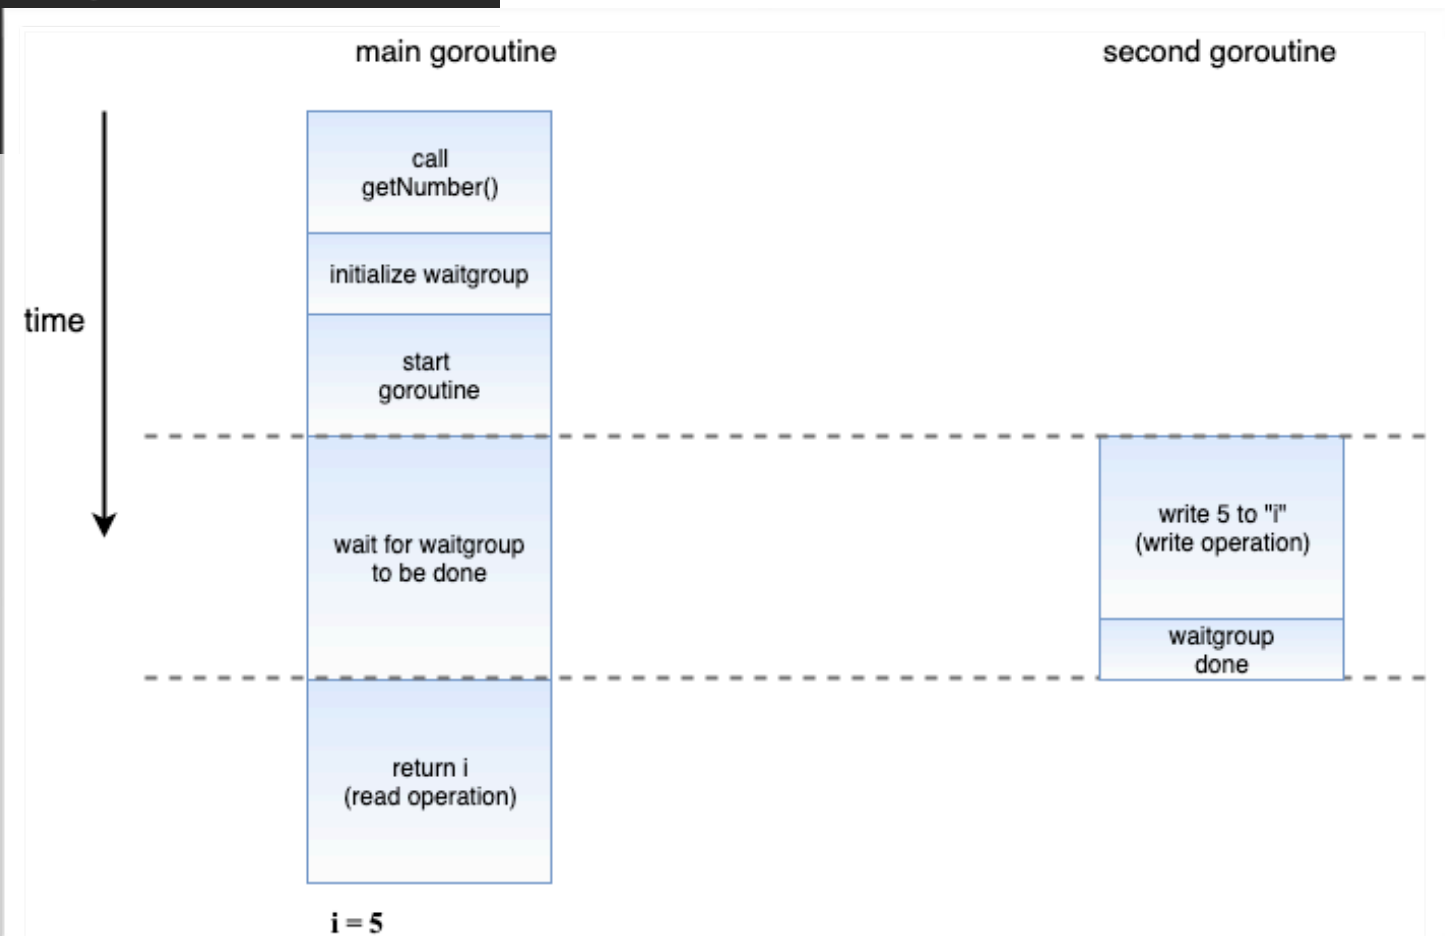 main goroutine
second goroutine
call
getNumber()
initialize waitgroup
time
start
goroutine
wait for waitgroup
to be done
write 5 to "i"
(write operation)
waitgroup
done
return i
(read operation)
i = 5